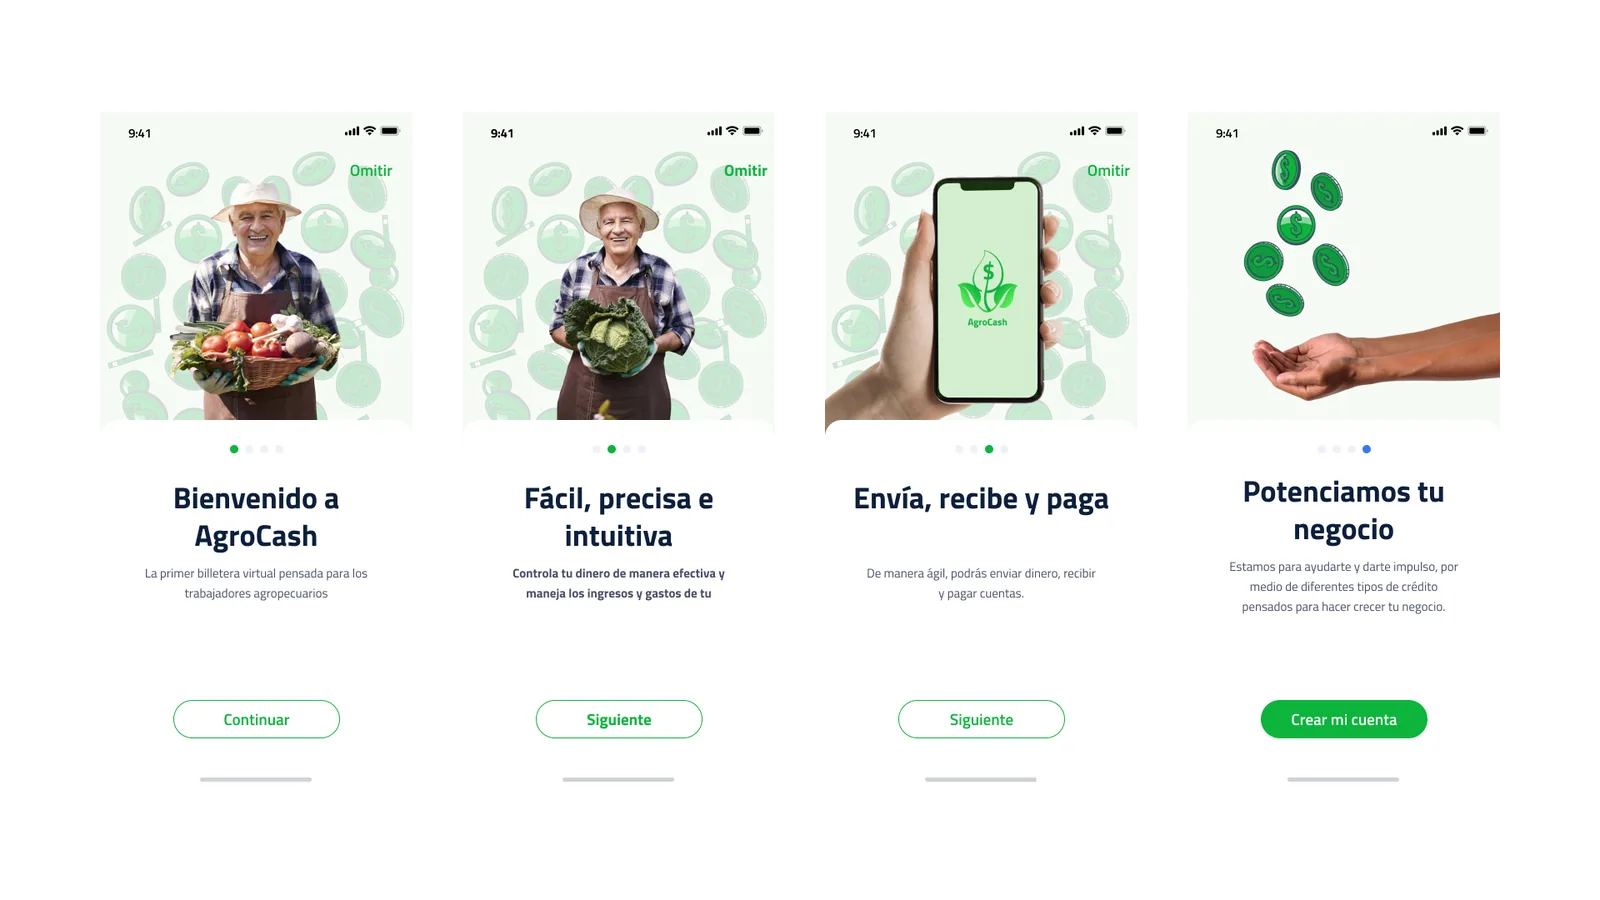 9:41
Omitir
Bienvenido a
AgroCash
La primer billetera virtual pensada para los
trabajadores agropecuarios
Continuar
9:41
Omitir
Fácil, precisa e
intuitiva
Controla tu dinero de manera efectiva y
maneja los ingresos y gastos de tu
Siguiente
9:41
Omitir
$
AgroCash
Envía, recibe y paga
De manera ágil, podrás enviar dinero, recibir
y pagar cuentas.
Siguiente
9:41
Potenciamos tu
negocio
Estamos para ayudarte y darte impulso, por
medio de diferentes tipos de crédito
pensados para hacer crecer tu negocio.
Crear mi cuenta